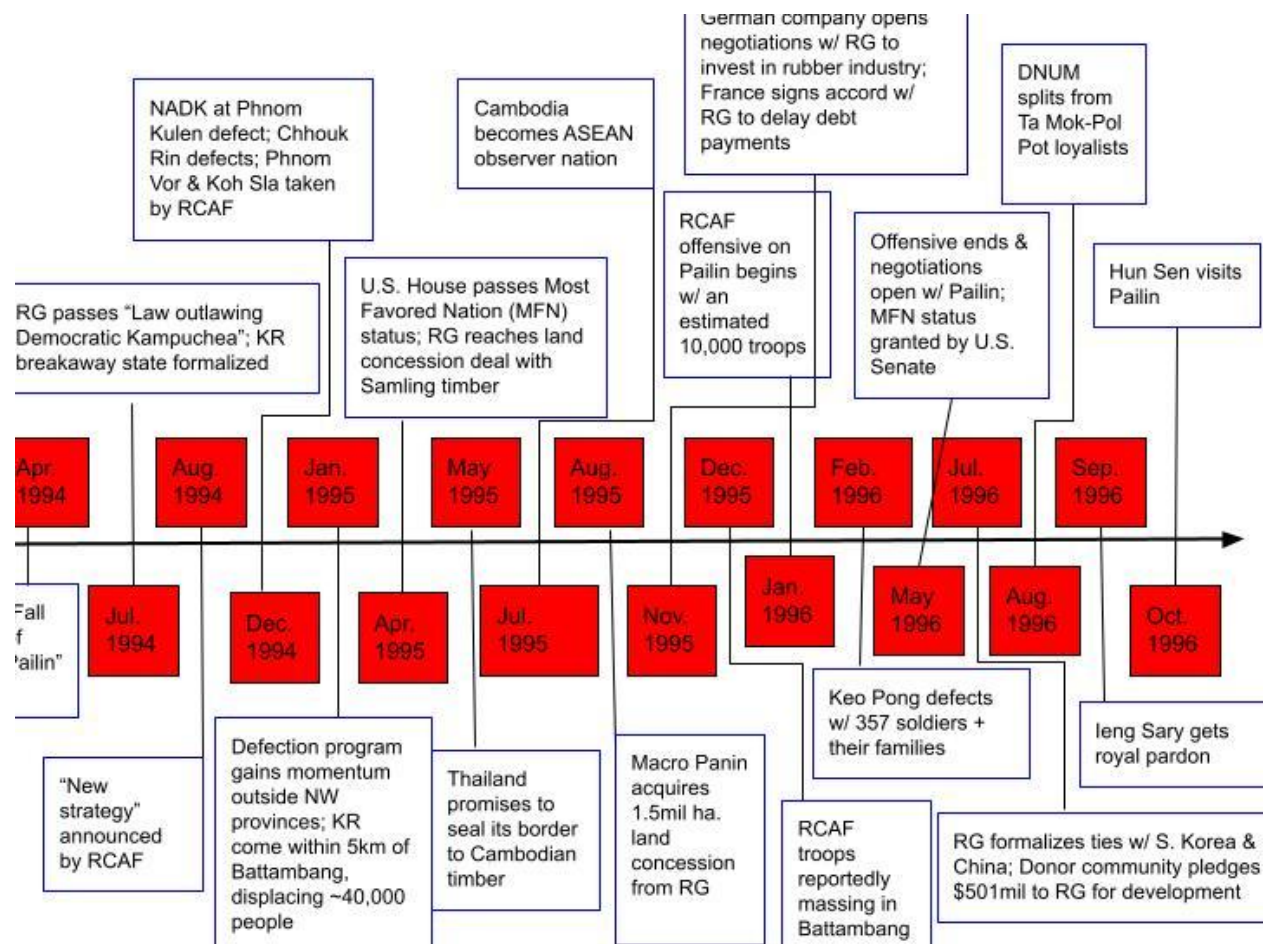 German company opens
negotiations w/ RG to
invest in rubber industry;
France signs accord w/
RG to delay debt
payments
DNUM
splits from
Ta Mok-Pol
Pot loyalists
NADK at Phnom
Kulen defect; Chhouk
Rin defects; Phnom
Vor & Koh Sla taken
by RCAF
Cambodia
becomes ASEAN
observer nation
RCAF
offensive on
Pailin begins
w/ an
estimated
10,000 troops
Offensive ends &
negotiations
open w/ Pailin;
MFN status
granted by U.S.
Senate
Hun Sen visits
Pailin
RG passes “Law outlawing
Democratic Kampuchea”; KR
breakaway state formalized
U.S. House passes Most
Favored Nation (MFN)
status; RG reaches land
concession deal with
Samling timber
Apr.
1994
Aug.
1994
Jan.
1995
May
1995
Aug.
1995
Dec.
1995
Feb.
1996
Jul.
1996
Sep.
1996
Jul.
1994
Dec.
1994
Apr.
1995
Jul.
1995
Nov.
1995
Jan.
1996
May
1996
Aug.
1996
Oct.
1996
Fall
f
ailin”
“New
strategy”
announced
by RCAF
Defection program
gains momentum
outside NW
provinces; KR
come within 5km of
Battambang,
displacing ~40,000
people
Thailand
promises to
seal its border
to Cambodian
timber
Macro Panin
acquires
1.5mil ha.
land
concession
from RG
RCAF
troops
reportedly
massing in
Battambang
Keo Pong defects
w/ 357 soldiers +
their families
Ieng Sary gets
royal pardon
RG formalizes ties w/ S. Korea &
China; Donor community pledges
$501mil to RG for development